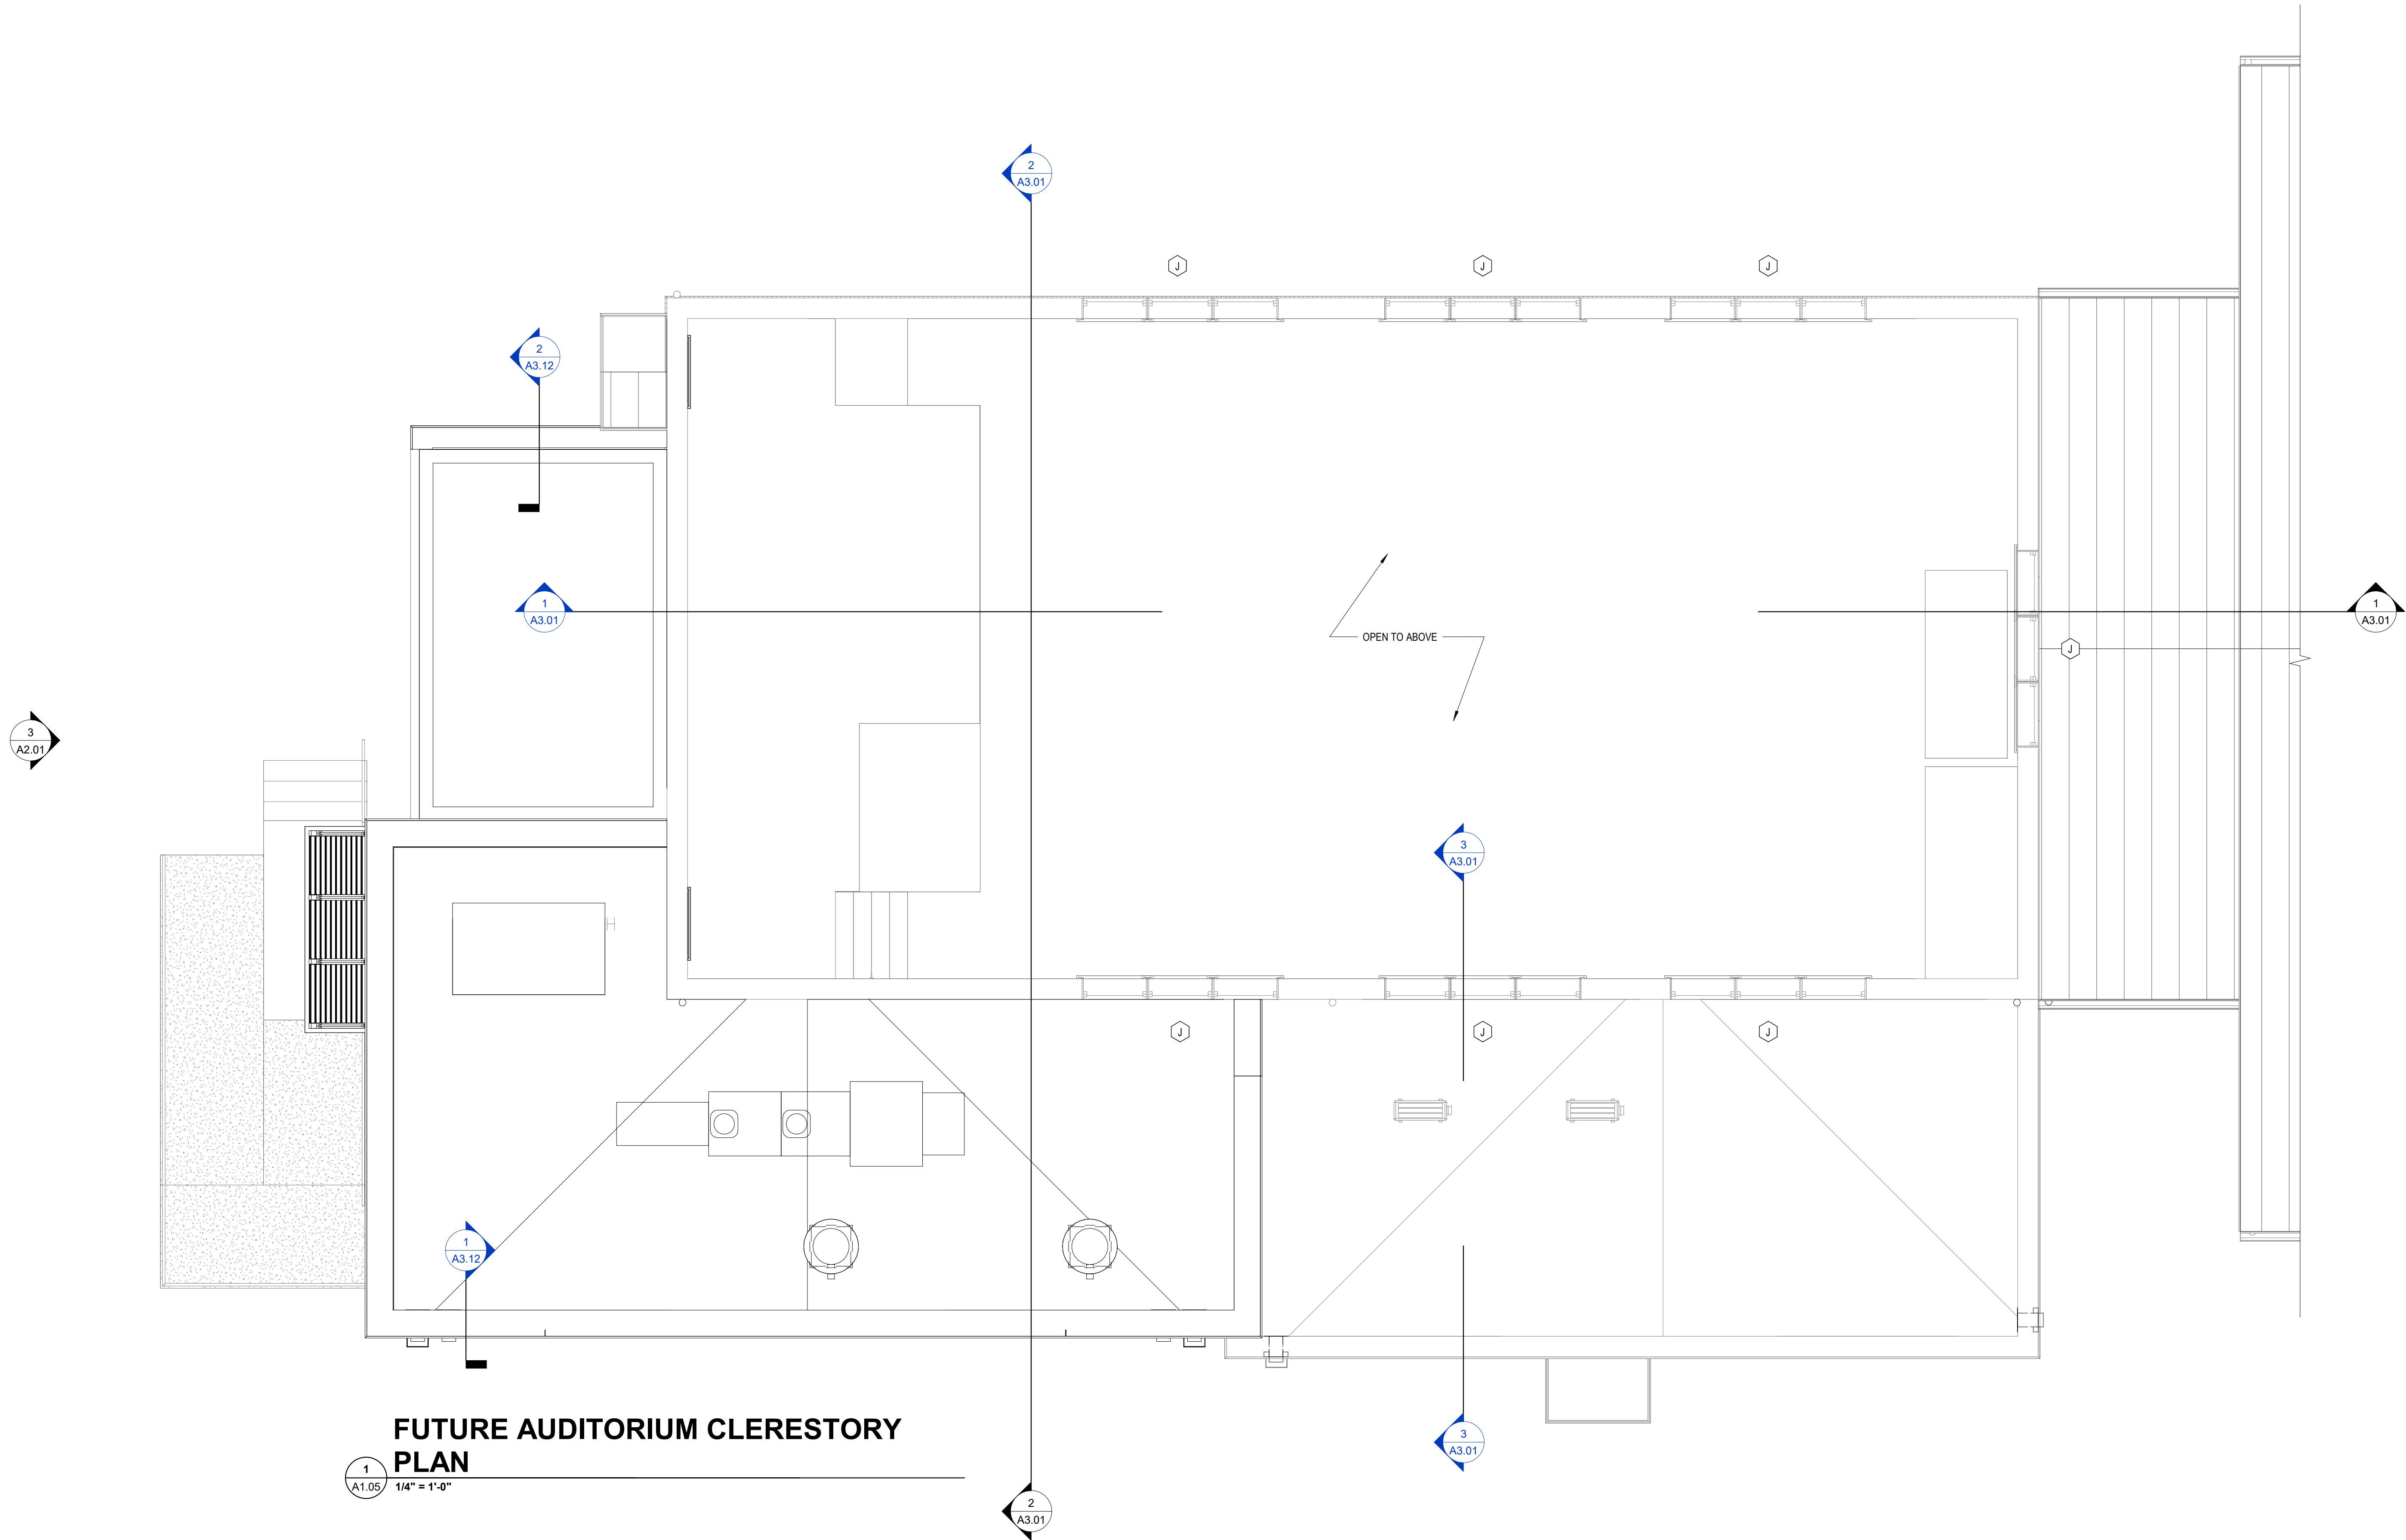 2
A3.01
J
J
J
2
A3.12
1
A3.01
1
A3.01
OPEN TO ABOVE
J
3
A2.01
3
A3.01
J
J
J
1
A3.12
FUTURE AUDITORIUM CLERESTORY
PLAN
1
A1.05
1/4" = 1'-0"
3
A3.01
2
A3.01